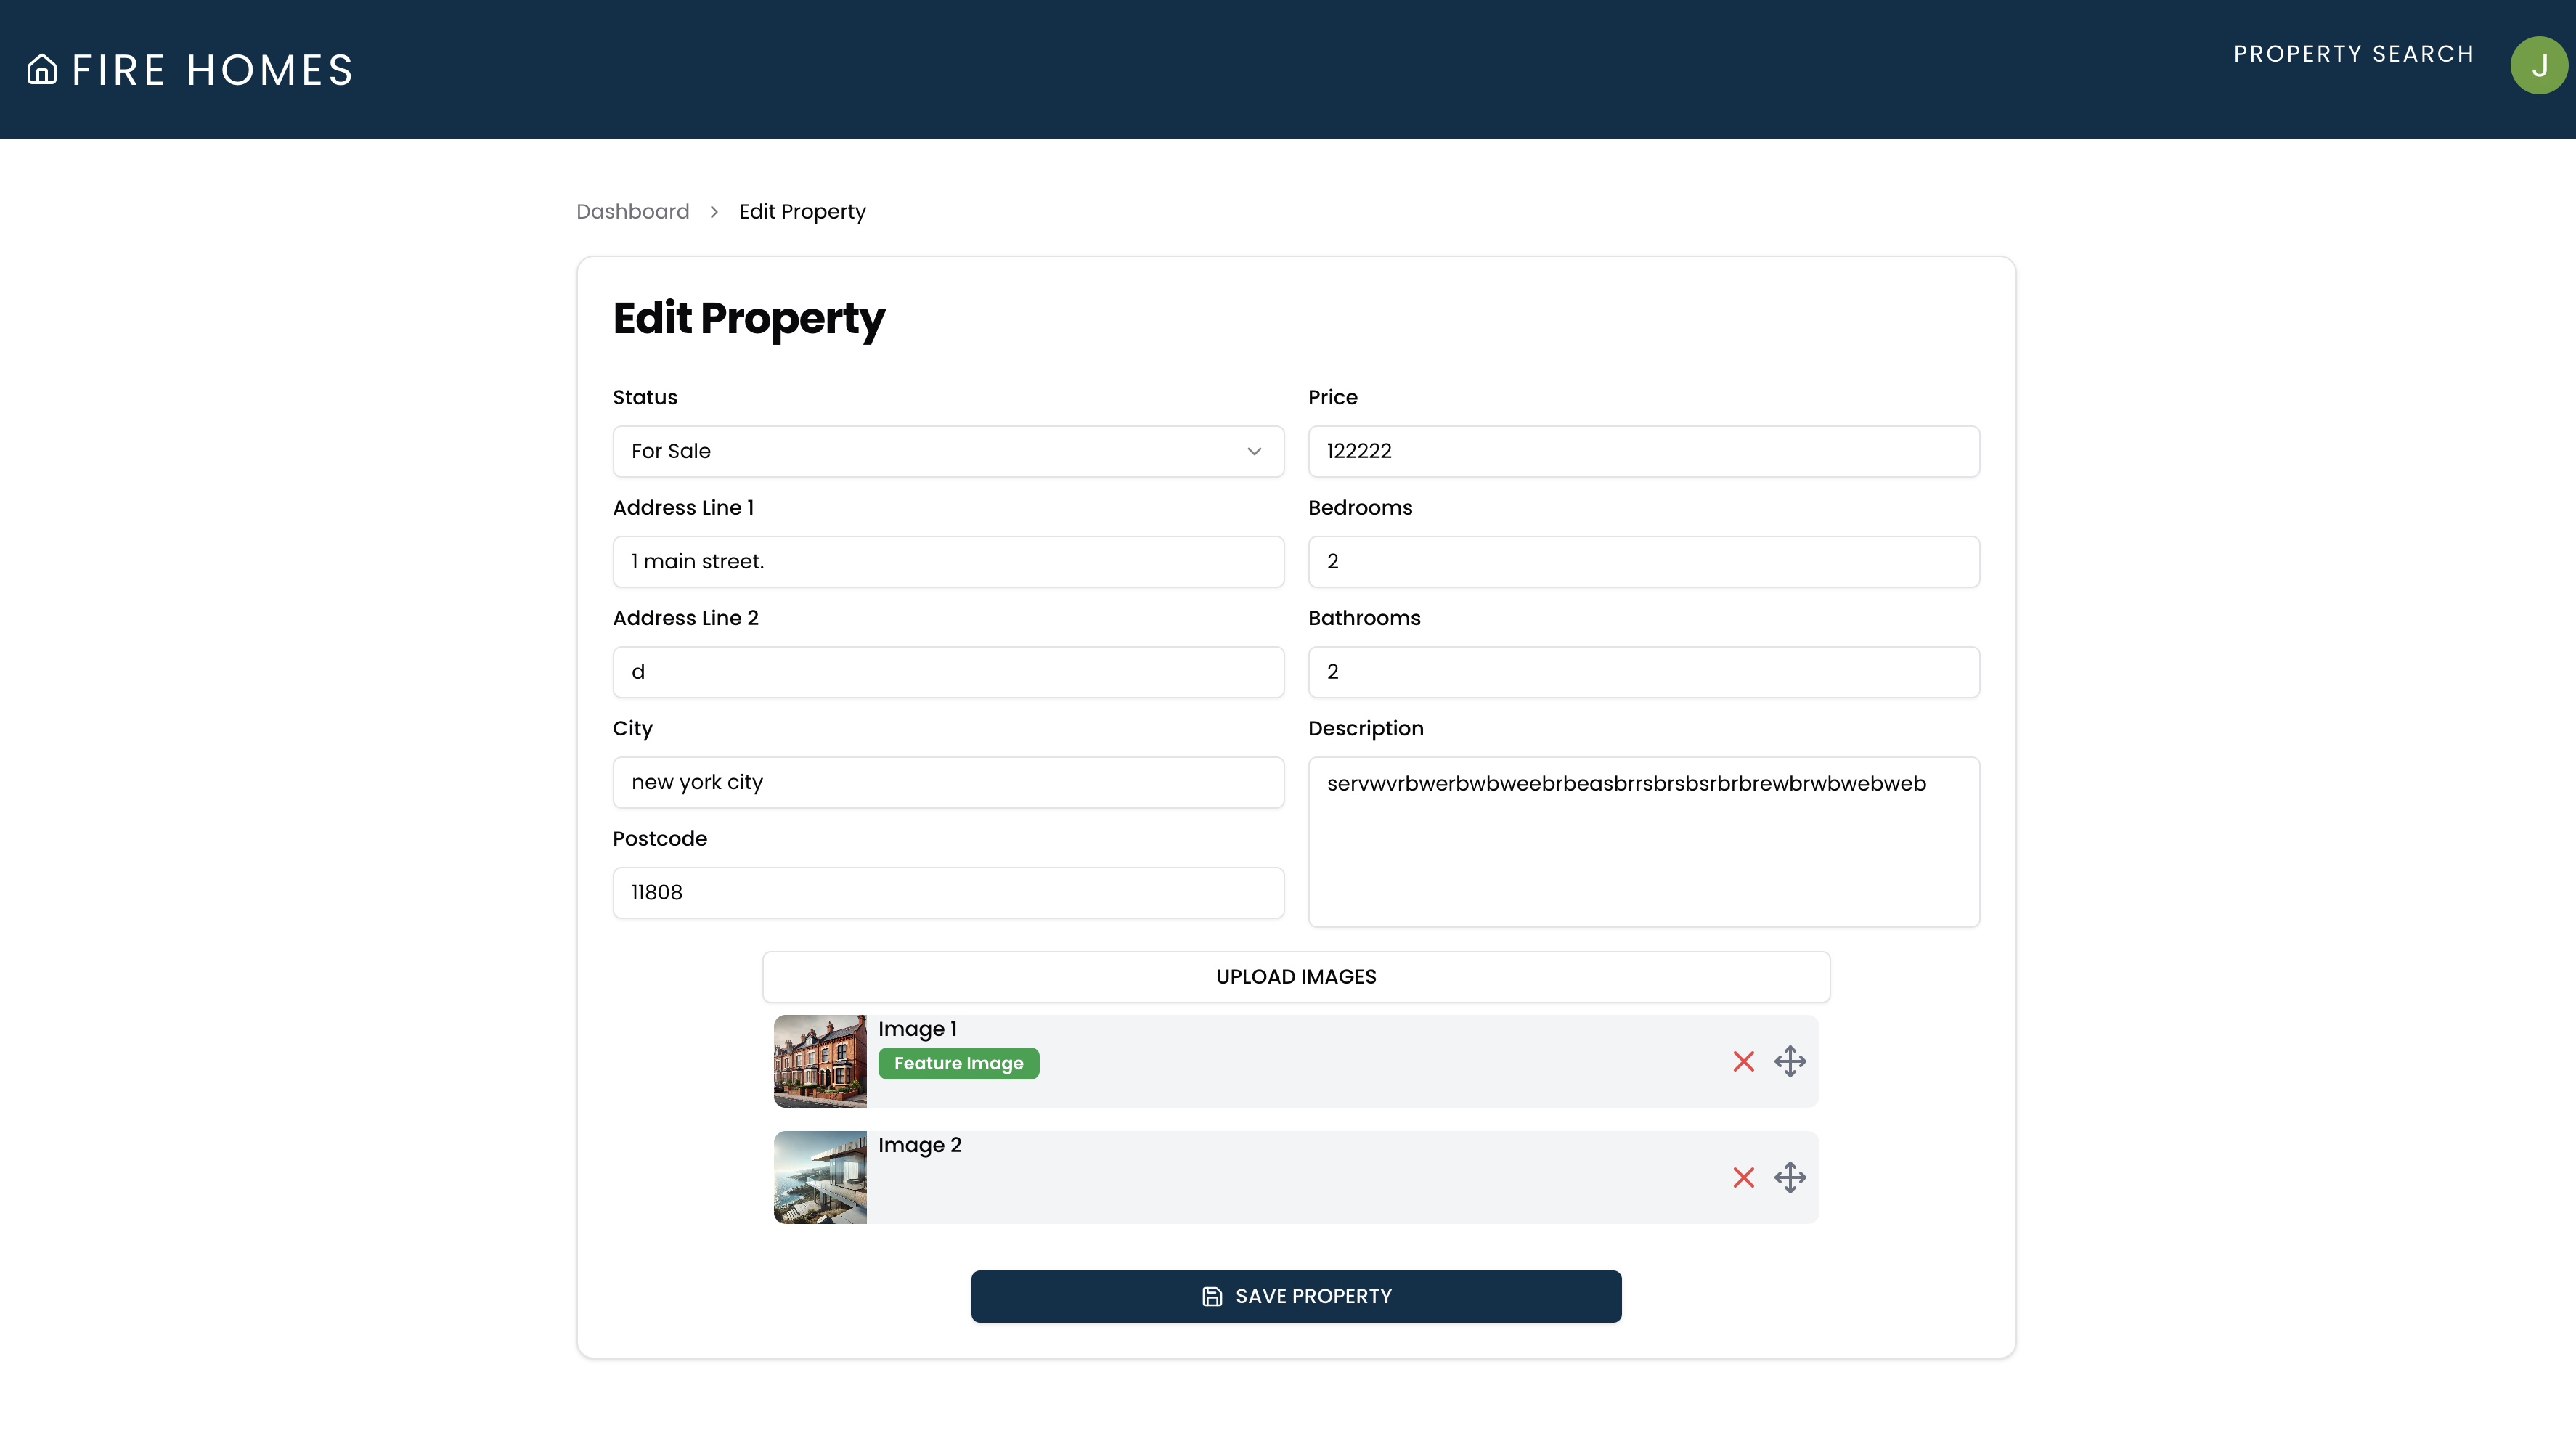 FIRE HOMES
PROPERTY SEARCH
J
Dashboard
Edit Property
Edit Property
Status
For Sale
Price
122222
Address Line 1
1 main street.
Bedrooms
2
Address Line 2
d
Bathrooms
2
City
new york city
Description
servwvrbwerbwbweebrbeasbrrsbrsbsrbrbrewbrwbwebweb
Postcode
11808
UPLOAD IMAGES
Image 1
Feature Image
Image 2
SAVE PROPERTY